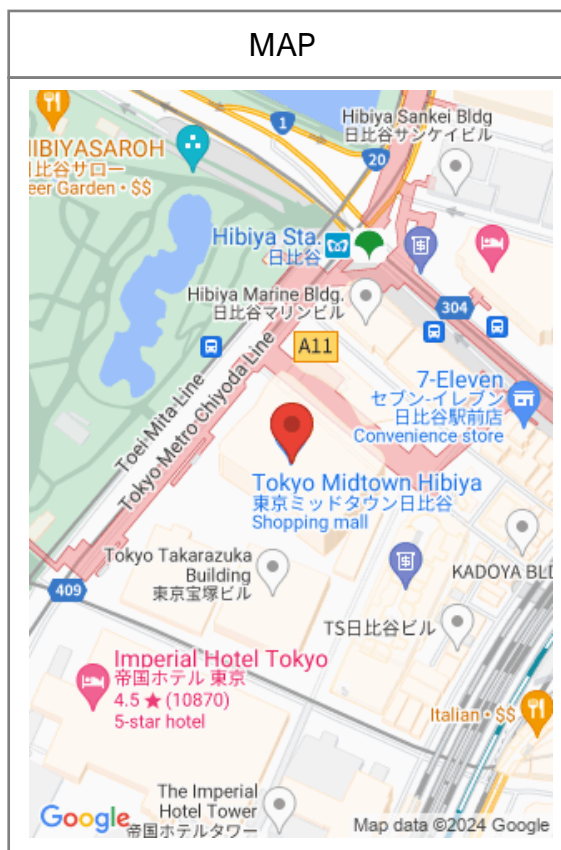 MAP
1
Hibiya Sankei Bldg
日比谷サンケイビル
20
IBIYASAROH
日比谷サロー
eer Garden • $$
Hibiya Sta.
日比谷
Hibiya Marine Bldg.
日比谷マリンビル
304
A11
7-Eleven
セブン-イレブン
日比谷駅前店
Convenience store
Toei Mita Line
Tokyo Metro Chiyoda Line
Tokyo Midtown Hibiya
東京ミッドタウン日比谷
Shopping mall
Tokyo Takarazuka
Building
東京宝塚ビル
KADOYA BLD
409
TS日比谷ビル
Imperial Hotel Tokyo
帝国ホテル 東京
4.5 ★ (10870)
5-star hotel
Italian • $$
The Imperial
Hotel Tower
帝国ホテルタワー
Google
Map data ©2024 Google